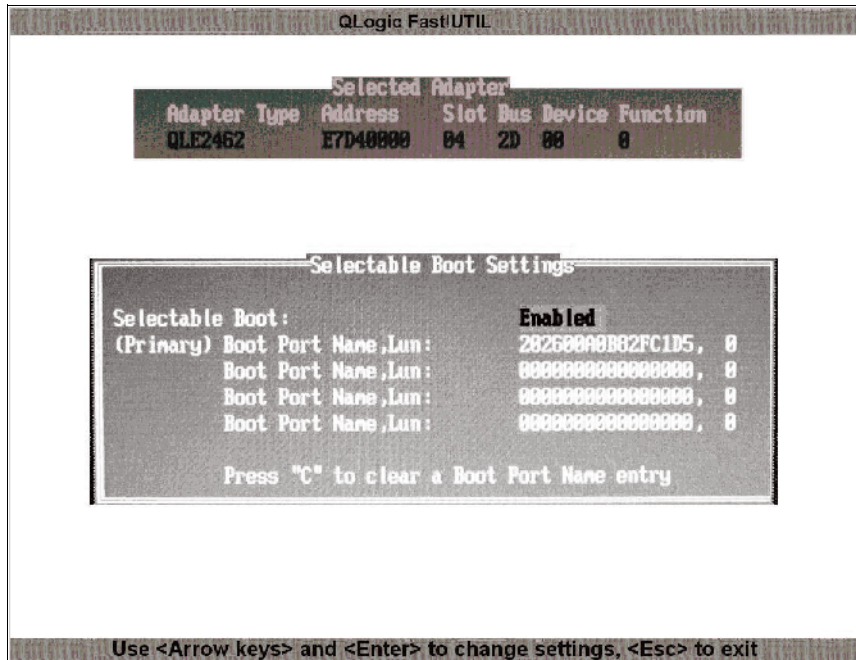 QLogic Fast!UTIL
Selected Adapter
Adapter Type Address Slot Bus Device Function
QLE2462 E7D40000 04 2D 00 0
Selectable Boot Settings
Selectable Boot: Enabled
(Primary) Boot Port Name,Lun: 202600A0B82FC1D5, 0
Boot Port Name,Lun: 0000000000000000, 0
Boot Port Name,Lun: 0000000000000000, 0
Boot Port Name,Lun: 0000000000000000, 0
Press "C" to clear a Boot Port Name entry
Use <Arrow keys> and <Enter> to change settings, <Esc> to exit